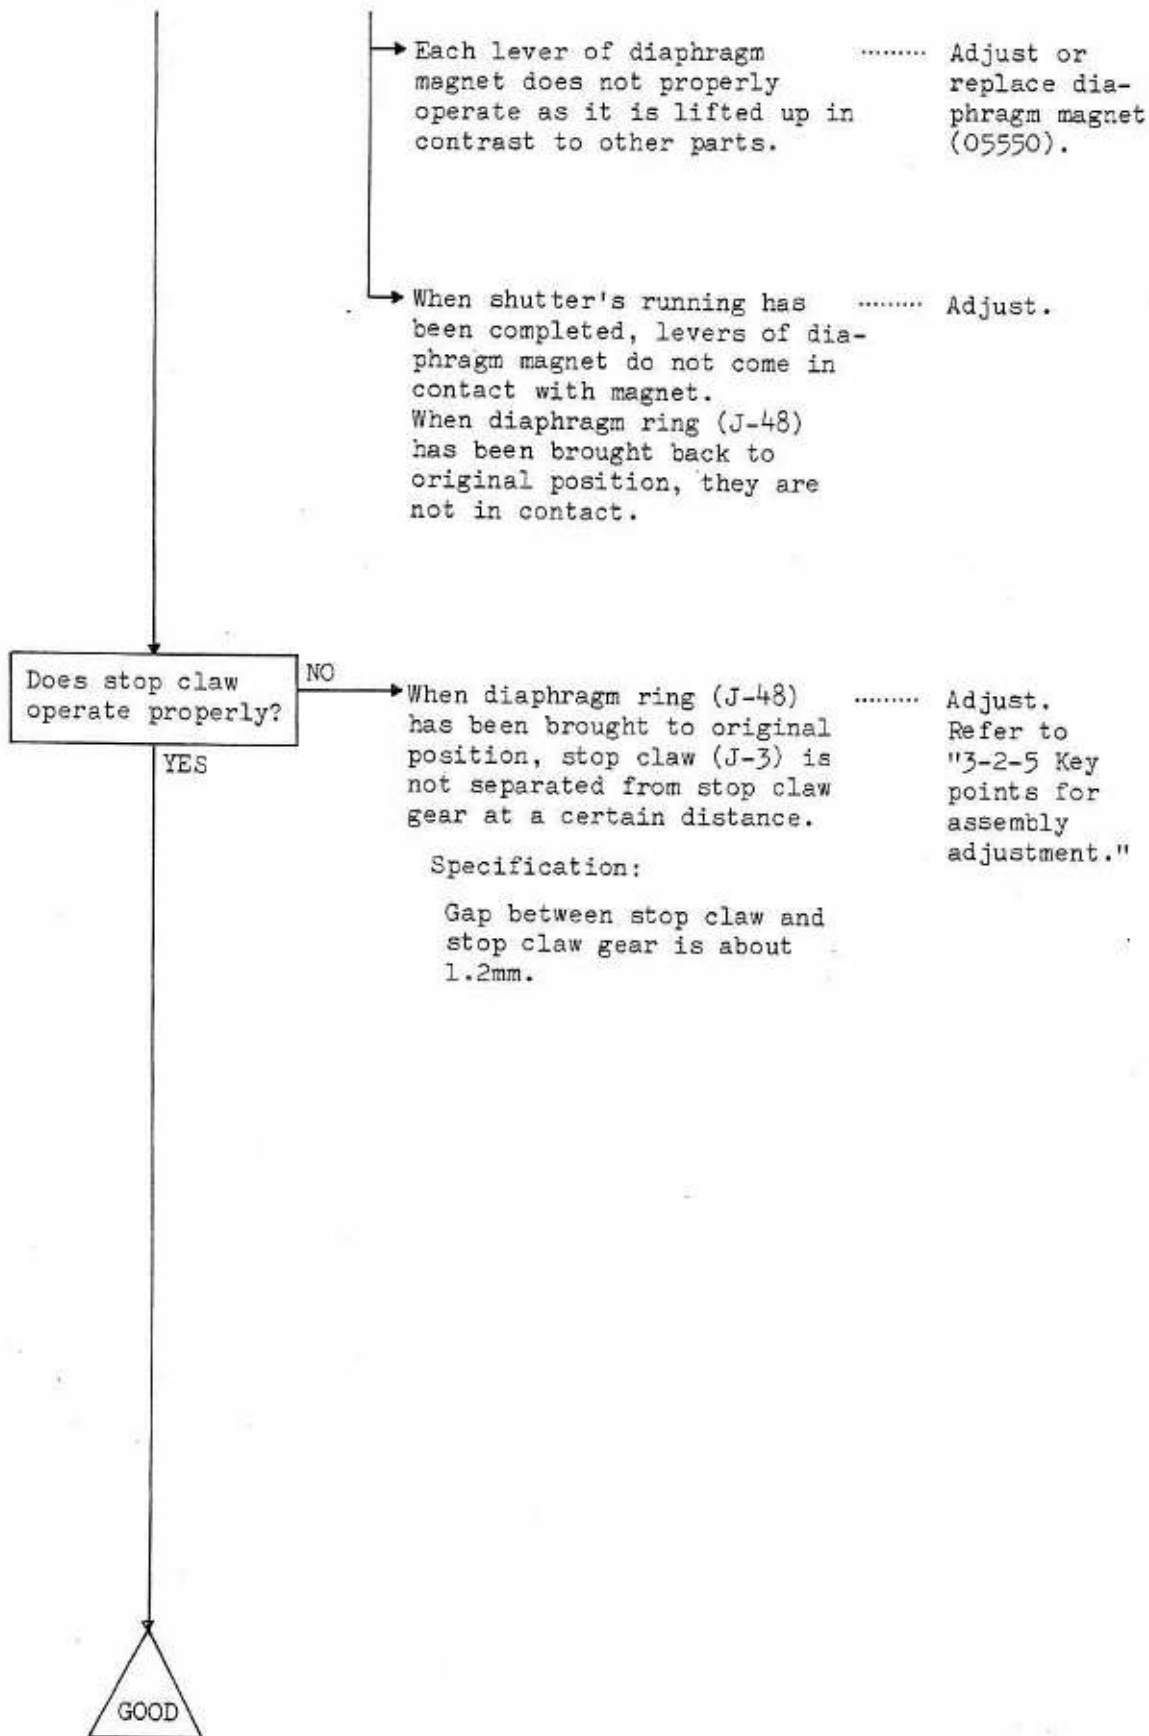 Each lever of diaphragm
magnet does not properly
operate as it is lifted up in
contrast to other parts.
......... Adjust or
replace dia-
phragm magnet
(05550).
When shutter's running has
been completed, levers of dia-
phragm magnet do not come in
contact with magnet.
When diaphragm ring (J-48)
has been brought back to
original position, they are
not in contact.
......... Adjust.
Does stop claw
operate properly?
NO
YES
When diaphragm ring (J-48)
has been brought to original
position, stop claw (J-3) is
not separated from stop claw
gear at a certain distance.
Specification:
Gap between stop claw and
stop claw gear is about
1.2mm.
........ Adjust.
Refer to
"3-2-5 Key
points for
assembly
adjustment."
GOOD